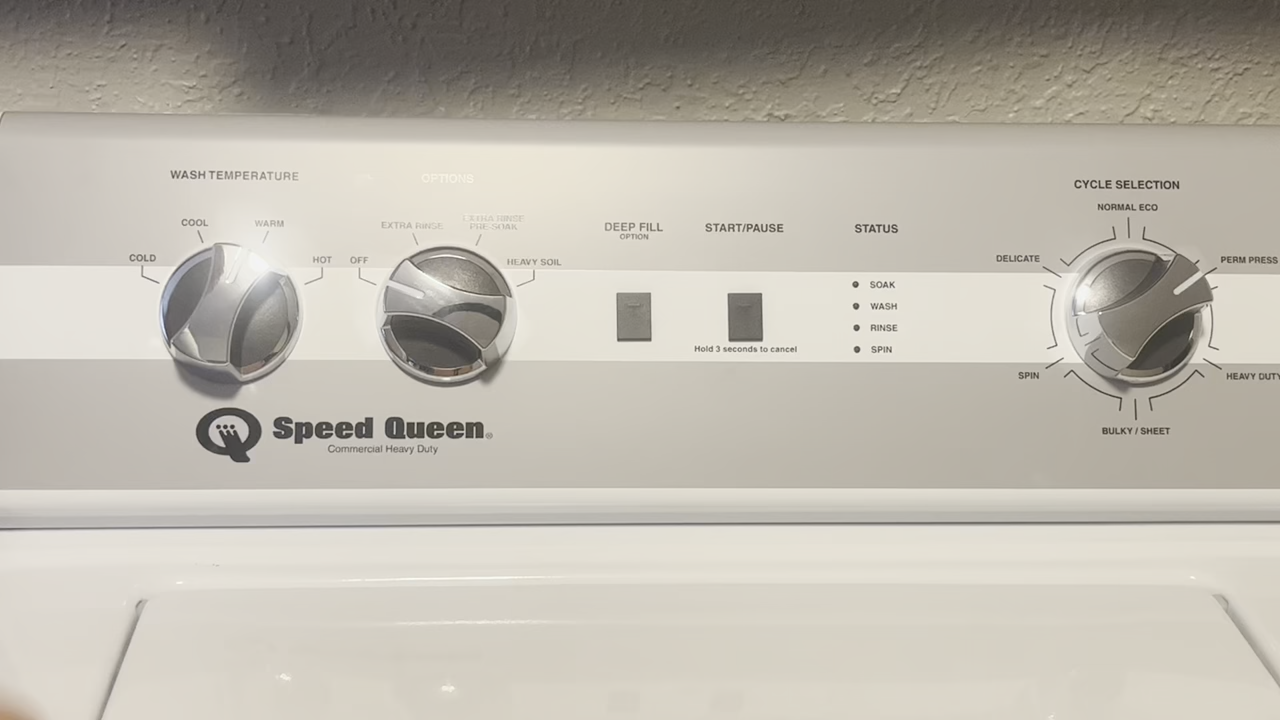 WASH TEMPERATURE
COOL
WARM
COLD
HOT
OPTIONS
EXTRA RINSE
EXTRA RINSE
PRE-SOAK
OFF
HEAVY SOIL
DEEP FILL
OPTION
START/PAUSE
Hold 3 seconds to cancel
STATUS
SOAK
WASH
RINSE
SPIN
CYCLE SELECTION
NORMAL ECO
DELICATE
PERM PRESS
SPIN
HEAVY DUTY
BULKY / SHEET
Speed Queen®
Commercial Heavy Duty